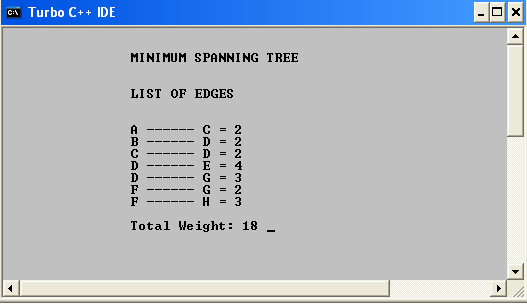 Turbo C++ IDE
MINIMUM SPANNING TREE
LIST OF EDGES
A ------ C = 2
B ------ D = 2
C ------ D = 2
D ------ E = 4
D ------ G = 3
F ------ G = 2
F ------ H = 3
Total Weight: 18 _